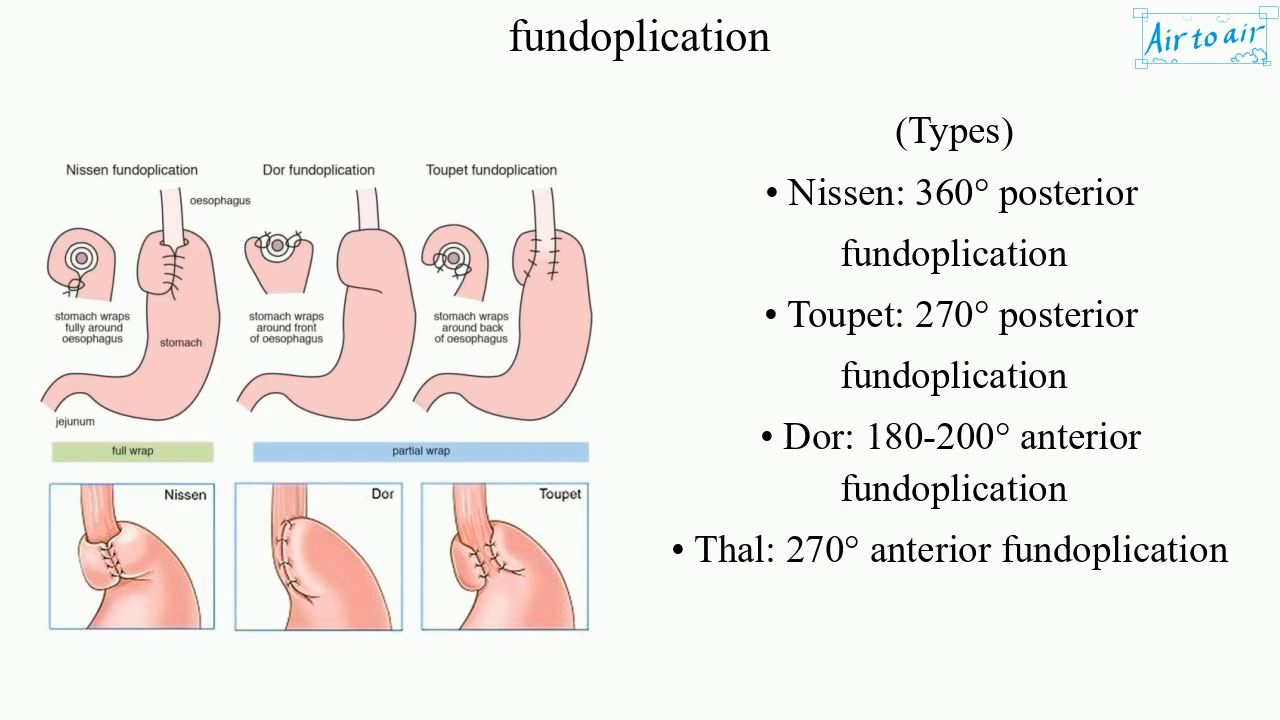 fundoplication
Air to air
(Types)
• Nissen: 360° posterior
fundoplication
• Toupet: 270° posterior
fundoplication
• Dor: 180-200° anterior
fundoplication
• Thal: 270° anterior fundoplication
Nissen fundoplication
Dor fundoplication
Toupet fundoplication
oesophagus
stomach wraps
fully around
oesophagus
stomach
stomach wraps
around front
of oesophagus
stomach wraps
around back
of oesophagus
jejunum
full wrap
partial wrap
Nissen
Dor
Toupet